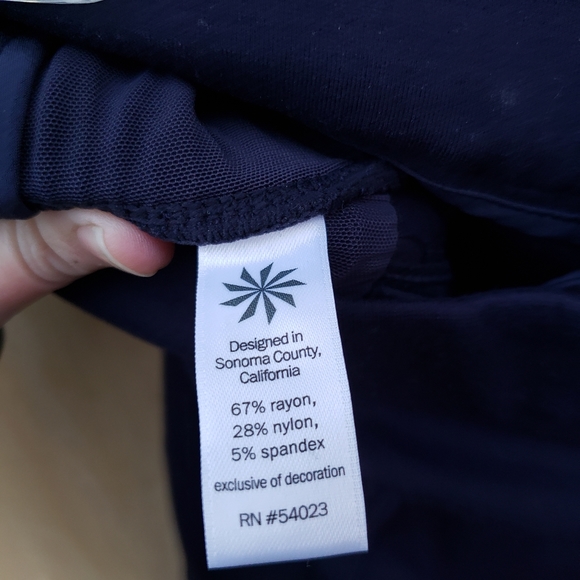 Designed in
Sonoma County,
California
67% rayon,
28% nylon,
5% spandex
exclusive of decoration
RN #54023